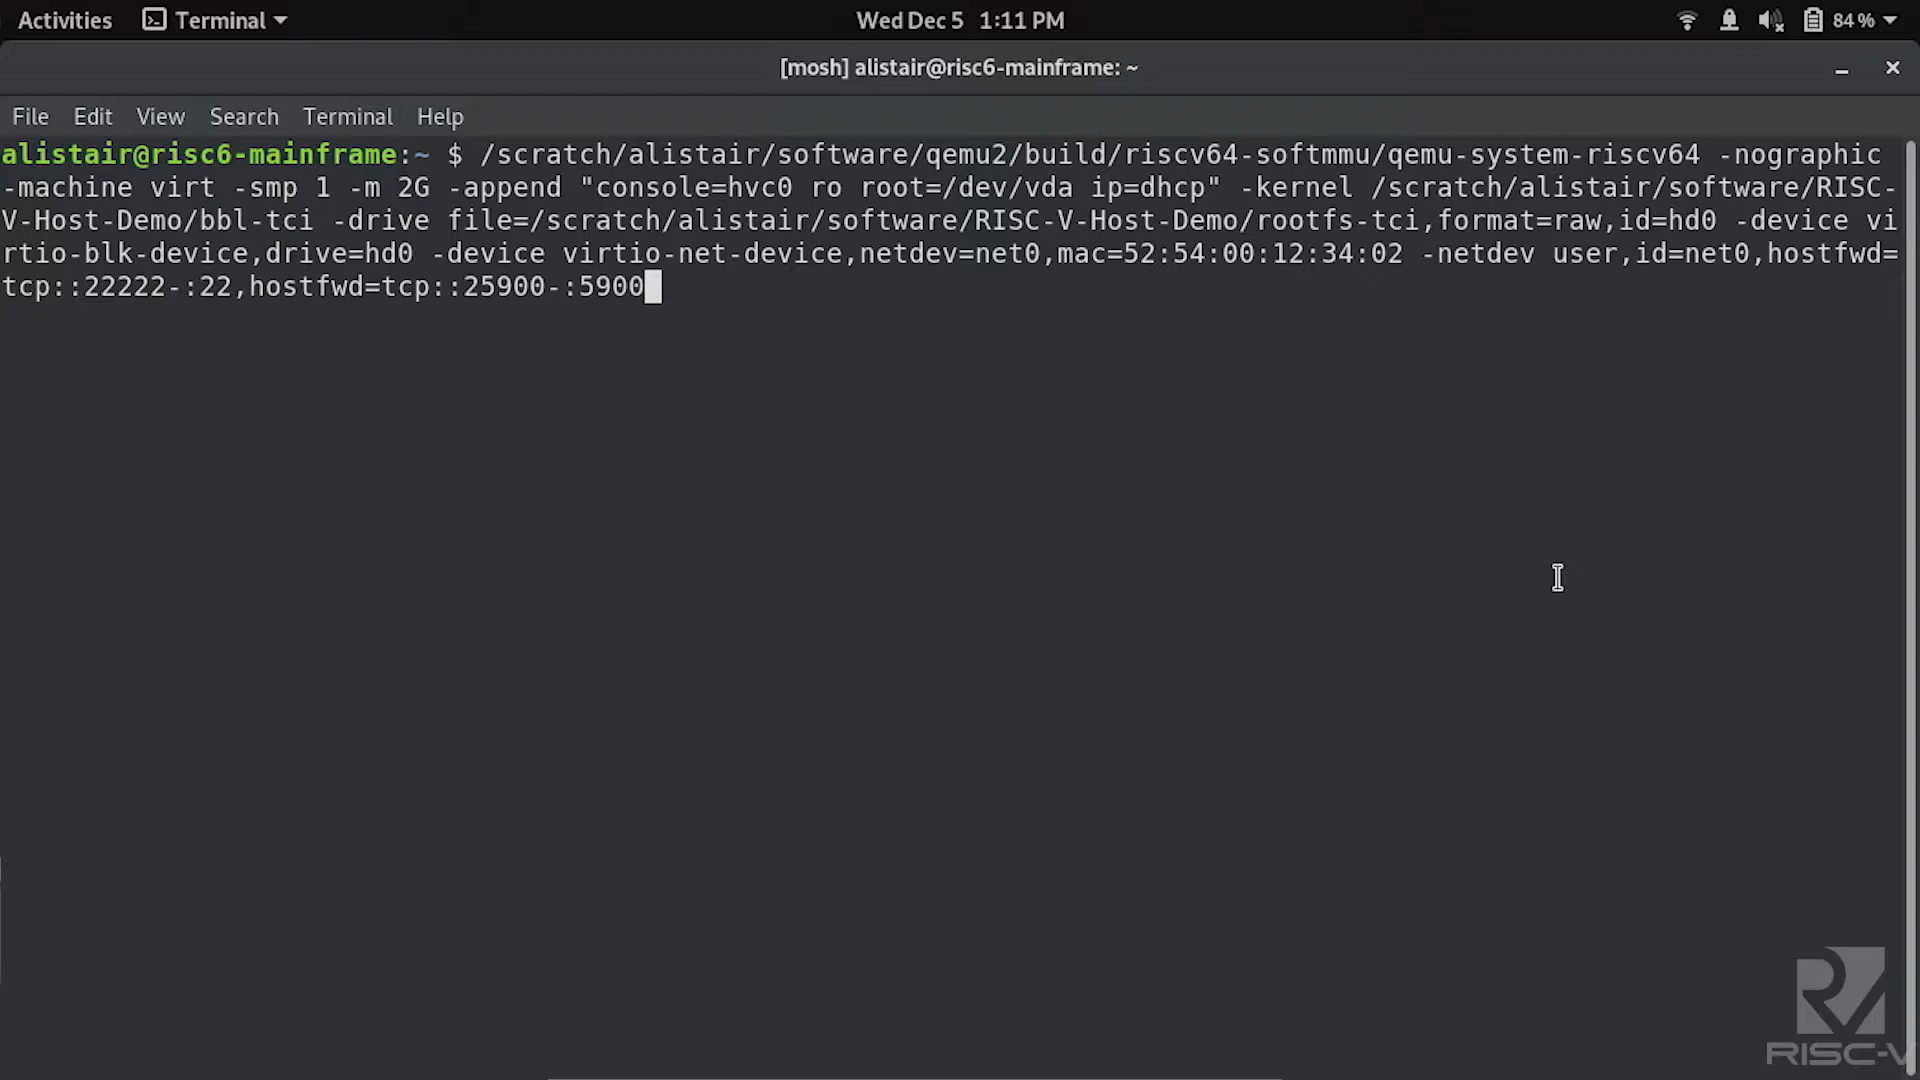 Activities Terminal Wed Dec 5 1:11 PM 84%
[mosh] alistair@risc6-mainframe: ~
File Edit View Search Terminal Help
alistair@risc6-mainframe:~ $ /scratch/alistair/software/qemu2/build/riscv64-softmmu/qemu-system-riscv64 -nographic
-machine virt -smp 1 -m 2G -append "console=hvc0 ro root=/dev/vda ip=dhcp" -kernel /scratch/alistair/software/RISC-
V-Host-Demo/bbl-tci -drive file=/scratch/alistair/software/RISC-V-Host-Demo/rootfs-tci,format=raw,id=hd0 -device vi
rtio-blk-device,drive=hd0 -device virtio-net-device,netdev=net0,mac=52:54:00:12:34:02 -netdev user,id=net0,hostfwd=
tcp::22222-:22,hostfwd=tcp::25900-:5900
RISC-V